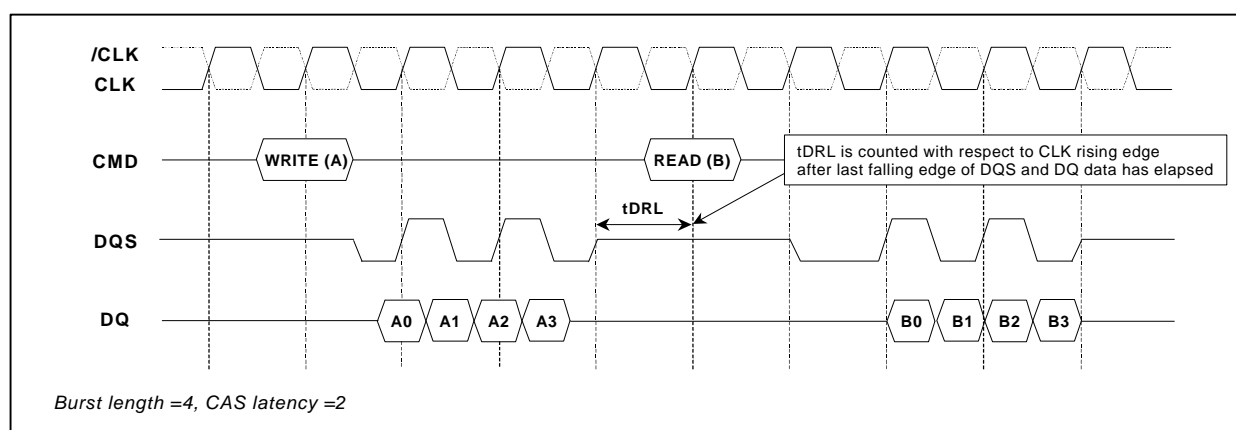 /CLK
CLK
CMD
WRITE (A)
READ (B)
tDRL is counted with respect to CLK rising edge
after last falling edge of DQS and DQ data has elapsed
tDRL
DQS
DQ
A0 A1 A2 A3
B0 B1 B2 B3
Burst length =4, CAS latency =2